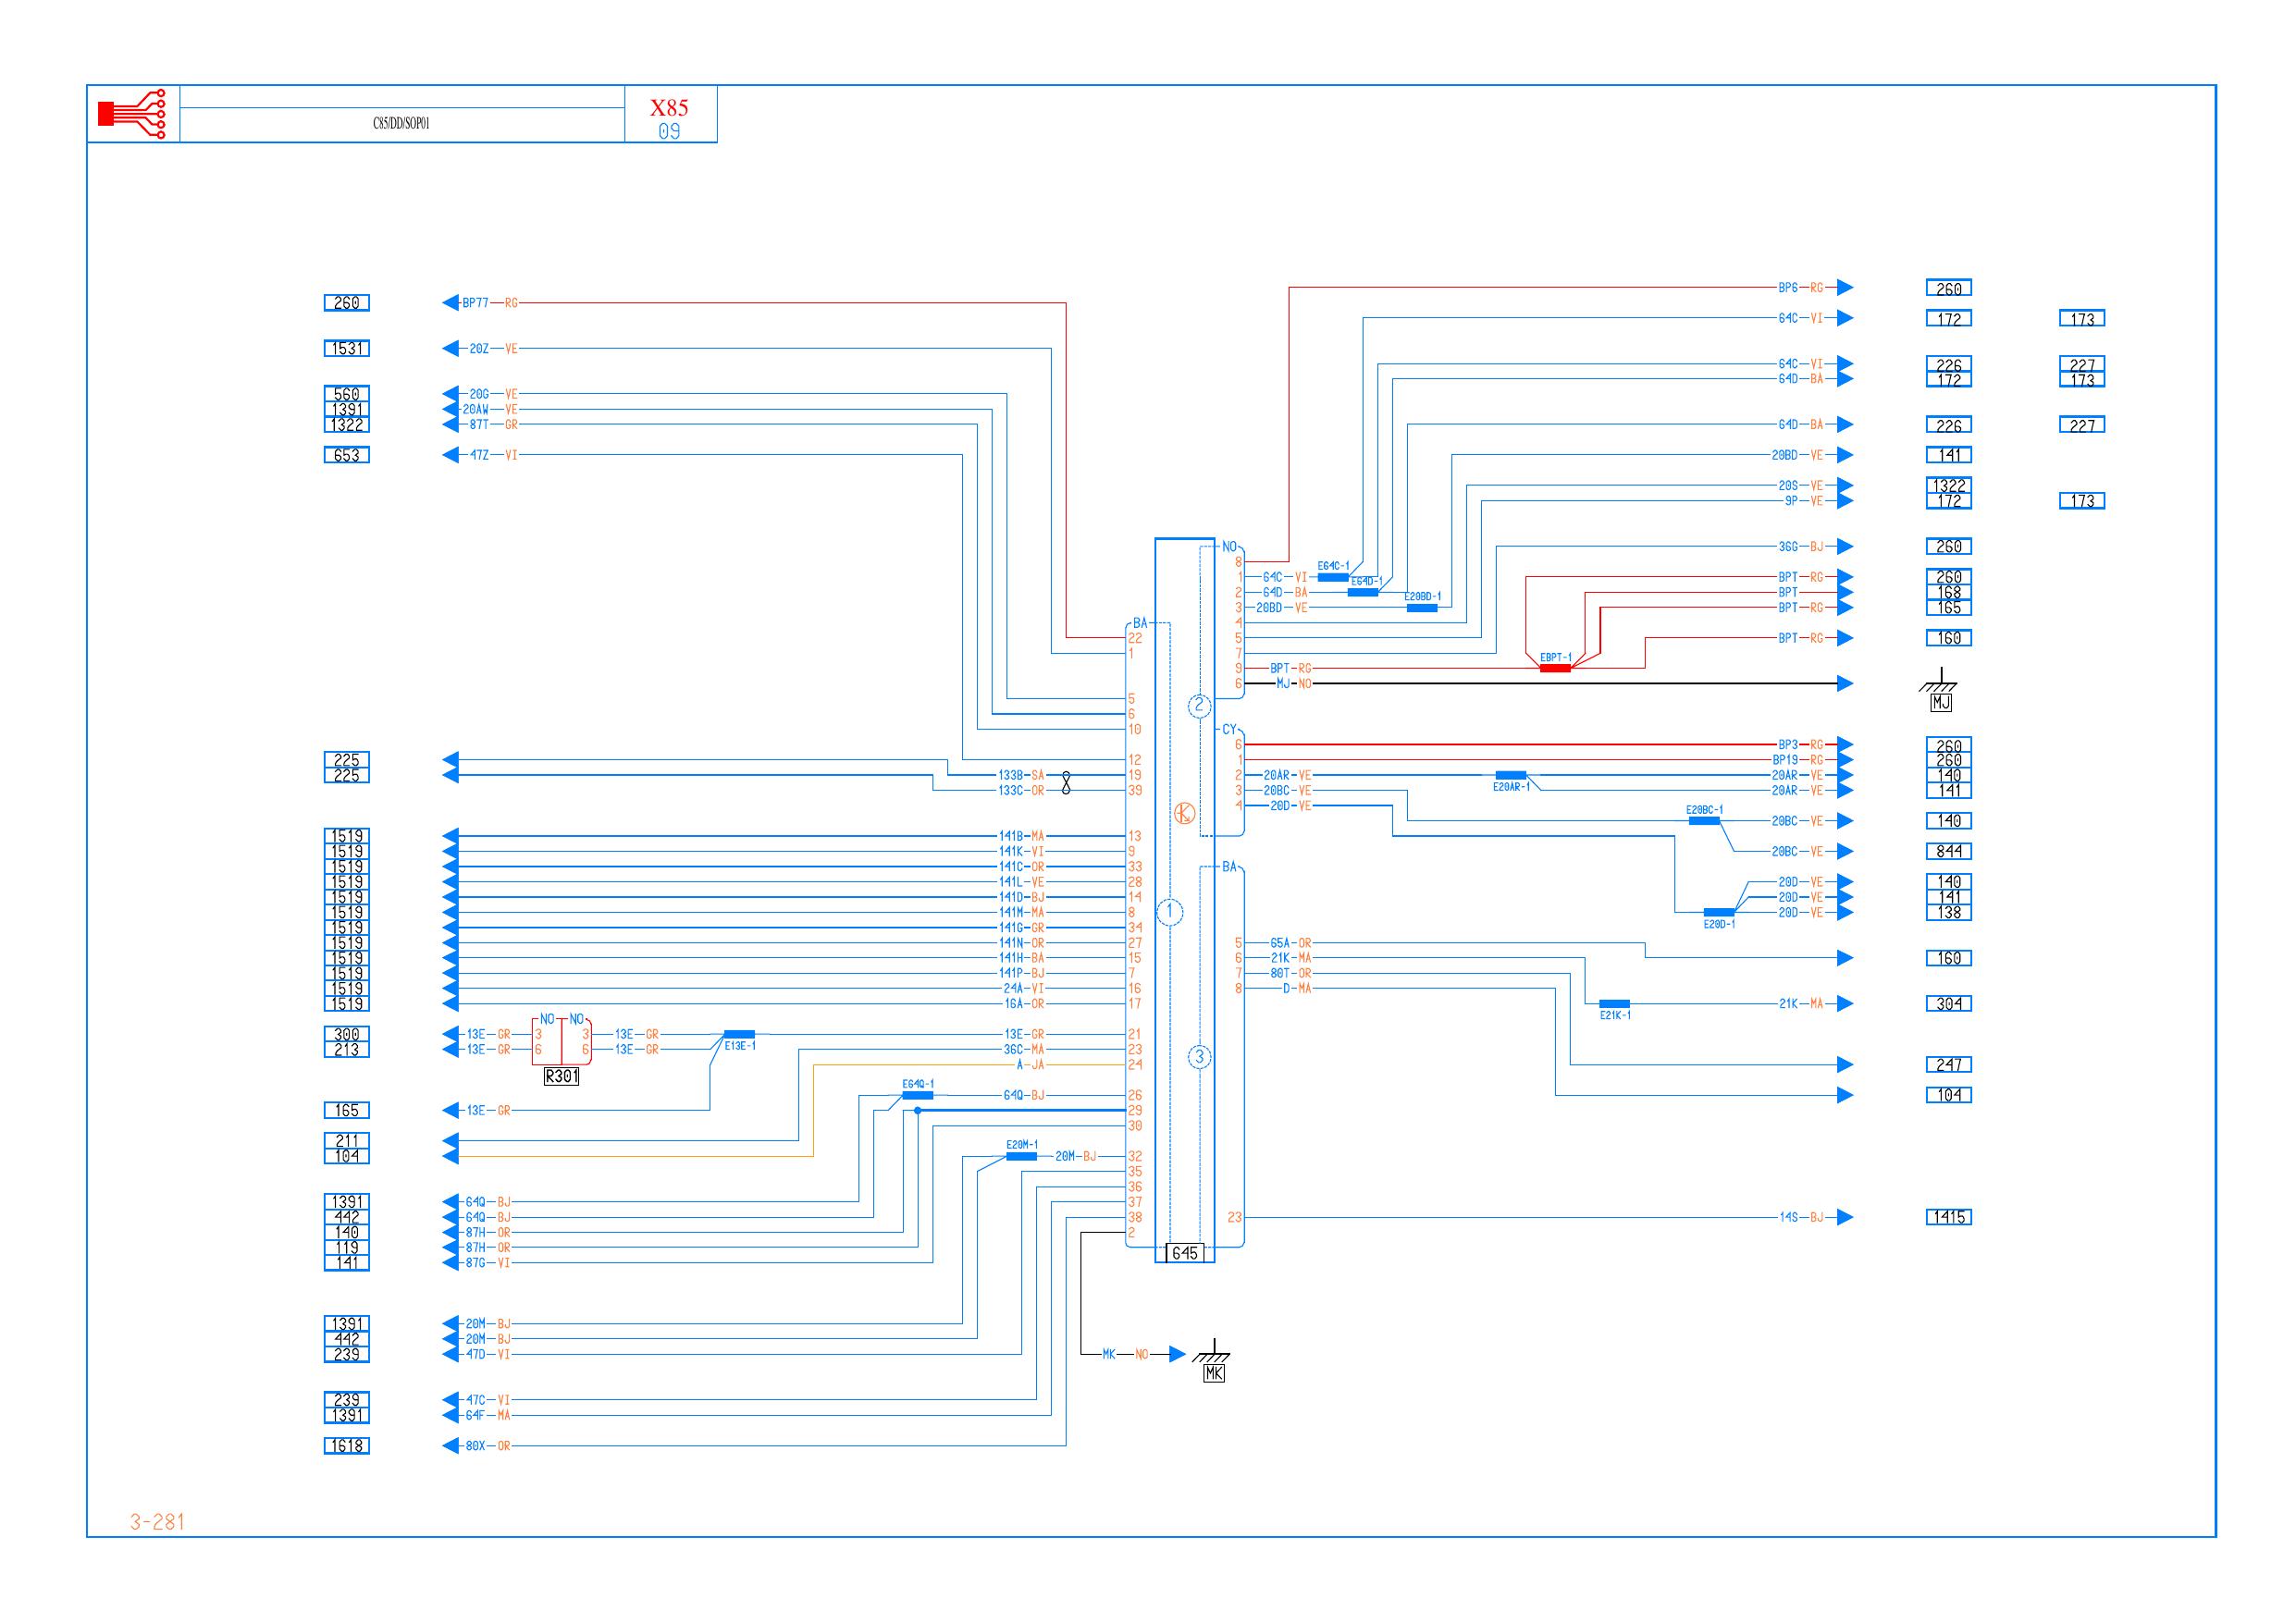 X85
C85/DD/SOP01
09
BP6 RG 260
260 BP77 RG
64C VI 172 173
1531 20Z VE
64C VI 226 227
64D BA 172 173
560 20G VE
1391 20AW VE
1322 87T GR
64D BA 226 227
653 47Z VI
20BD VE 141
20S VE 1322
9P VE 172 173
NO 36G BJ 260
8
E64C-1
1 64C VI BPT RG 260
E64D-1
2 64D BA BPT 168
E20BD-1
3 20BD VE BPT RG 165
BA 4
22 5 BPT RG 160
1 7
EBPT-1
9 BPT RG
6 MJ NO
MJ
5
2
6
10 CY
6 BP3 RG 260
225 12 1 BP19 RG 260
225 133B SA 19 2 20AR VE 20AR VE 140
E20AR-1
133C OR 39 3 20BC VE 20AR VE 141
4 20D VE
E20BC-1
20BC VE 140
1519 141B MA 13
1519 141K VI 9 20BC VE 844
1519 141C OR 33 BA
1519 141L VE 28 20D VE 140
1519 141D BJ 14 20D VE 141
1519 141M MA 8 1 20D VE 138
E20D-1
1519 141G GR 34
1519 141N OR 27 5 65A OR
1519 141H BA 15 6 21K MA 160
1519 141P BJ 7 7 80T OR
1519 24A VI 16 8 D MA
1519 16A OR 17 21K MA 304
E21K-1
NO NO
300 13E GR 3 3 13E GR 13E GR 21
E13E-1
213 13E GR 6 6 13E GR 36C MA 23
3
A JA 24 247
R301
E64Q-1
64Q BJ 26 104
165 13E GR 29
30
211
E20M-1
104 20M BJ 32
35
36
1391 64Q BJ 37
442 64Q BJ 38 23 14S BJ 1415
140 87H OR 2
119 87H OR
645
141 87G VI
1391 20M BJ
442 20M BJ
239 47D VI MK NO
MK
239 47C VI
1391 64F MA
1618 80X OR
3-281